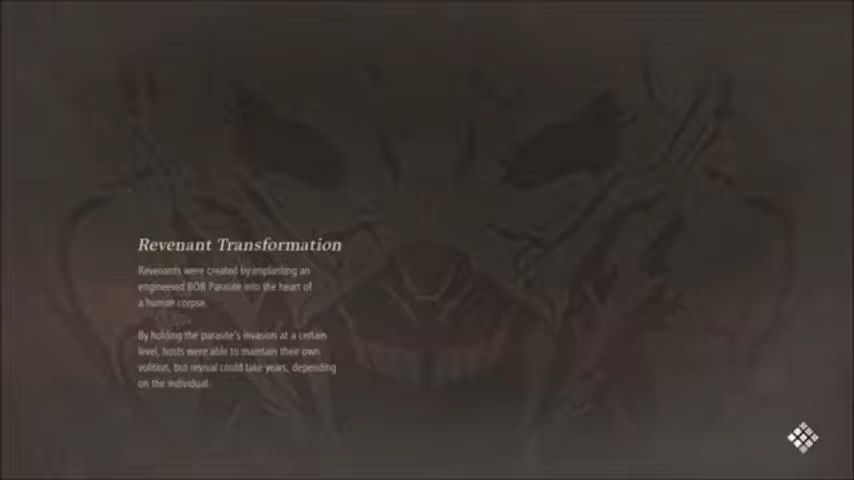 Revenant Transformation
Revenants were created by implanting an
engineered BOR Parasite into the heart of
a human corpse.
By holding the parasite's invasion at a certain
level, hosts were able to maintain their own
volition, but revival could take years, depending
on the individual.